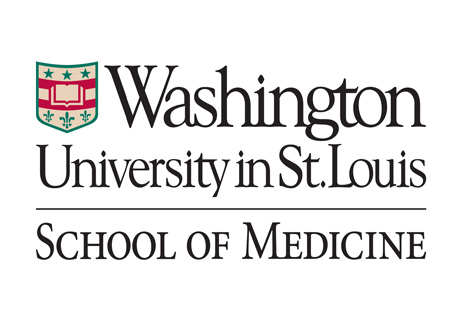 Washington
University in St. Louis
SCHOOL OF MEDICINE